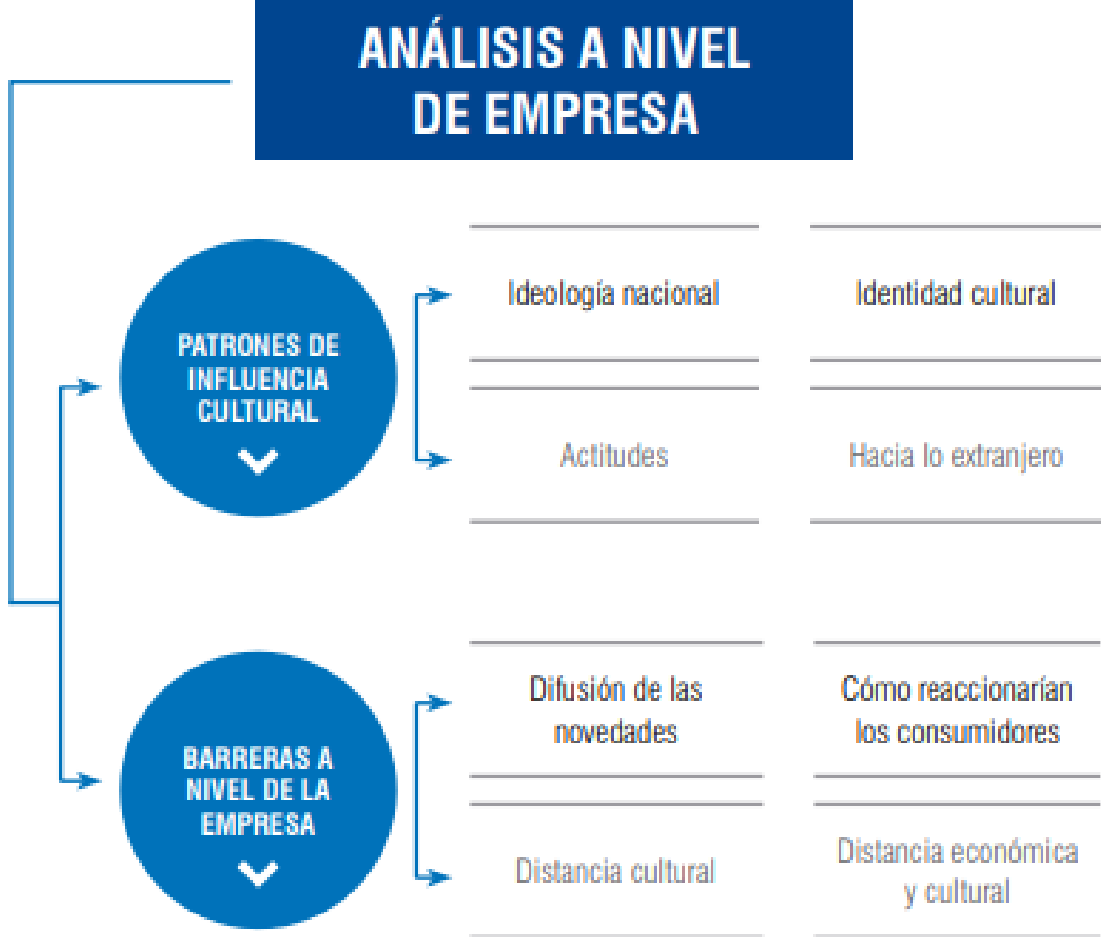 ANÁLISIS A NIVEL
DE EMPRESA
PATRONES DE
INFLUENCIA
CULTURAL
Ideología nacional
Identidad cultural
Actitudes
Hacia lo extranjero
BARRERAS A
NIVEL DE LA
EMPRESA
Difusión de las
novedades
Cómo reaccionarían
los consumidores
Distancia cultural
Distancia económica
y cultural